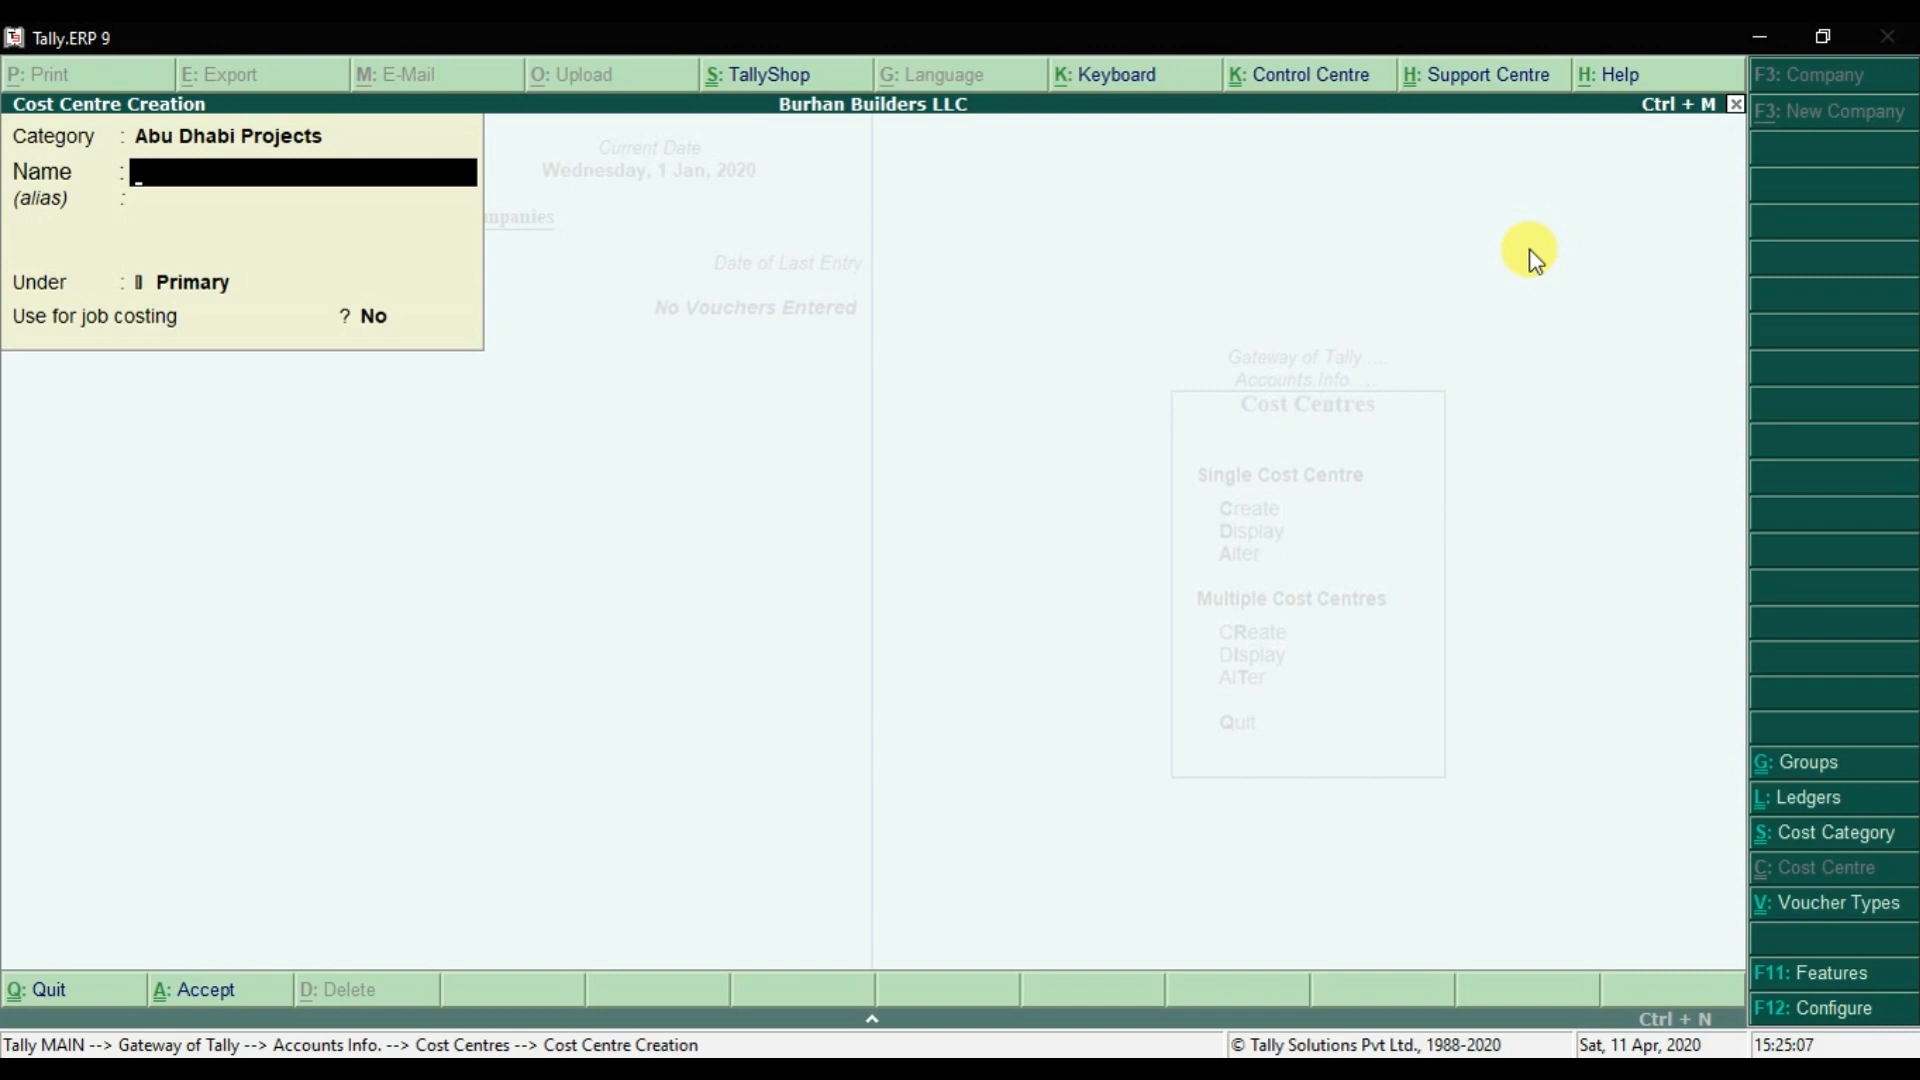 Tally.ERP 9
P: Print E: Export M: E-Mail O: Upload S: TallyShop G: Language K: Keyboard K: Control Centre H: Support Centre H: Help
F3: Company
Cost Centre Creation Burhan Builders LLC Ctrl + M
F3: New Company
Category : Abu Dhabi Projects
Name :
(alias) :
Under : Primary
Use for job costing ? No
Current Date
Wednesday, 1 Jan, 2020
mpanies
Date of Last Entry
No Vouchers Entered
Gateway of Tally ....
Accounts Info. ....
Cost Centres
Single Cost Centre
Create
Display
Alter
Multiple Cost Centres
CReate
DIsplay
AlTer
Quit
G: Groups
L: Ledgers
S: Cost Category
C: Cost Centre
V: Voucher Types
F11: Features
F12: Configure
Q: Quit A: Accept D: Delete
Ctrl + N
Tally MAIN --> Gateway of Tally --> Accounts Info. --> Cost Centres --> Cost Centre Creation © Tally Solutions Pvt Ltd., 1988-2020 Sat, 11 Apr, 2020 15:25:07